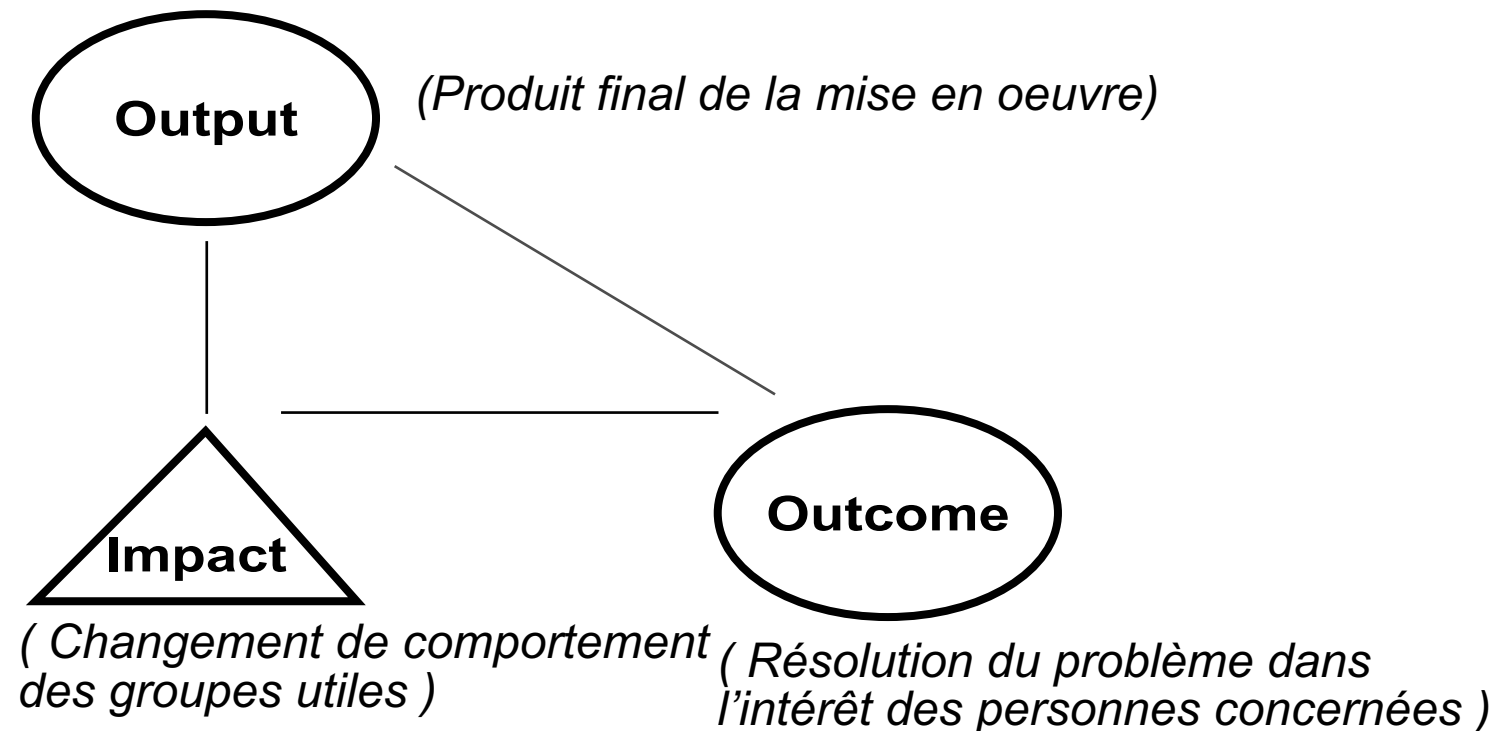 Output
(Produit final de la mise en oeuvre)
Impact
( Changement de comportement
des groupes utiles )
Outcome
( Résolution du problème dans
l’intérêt des personnes concernées )